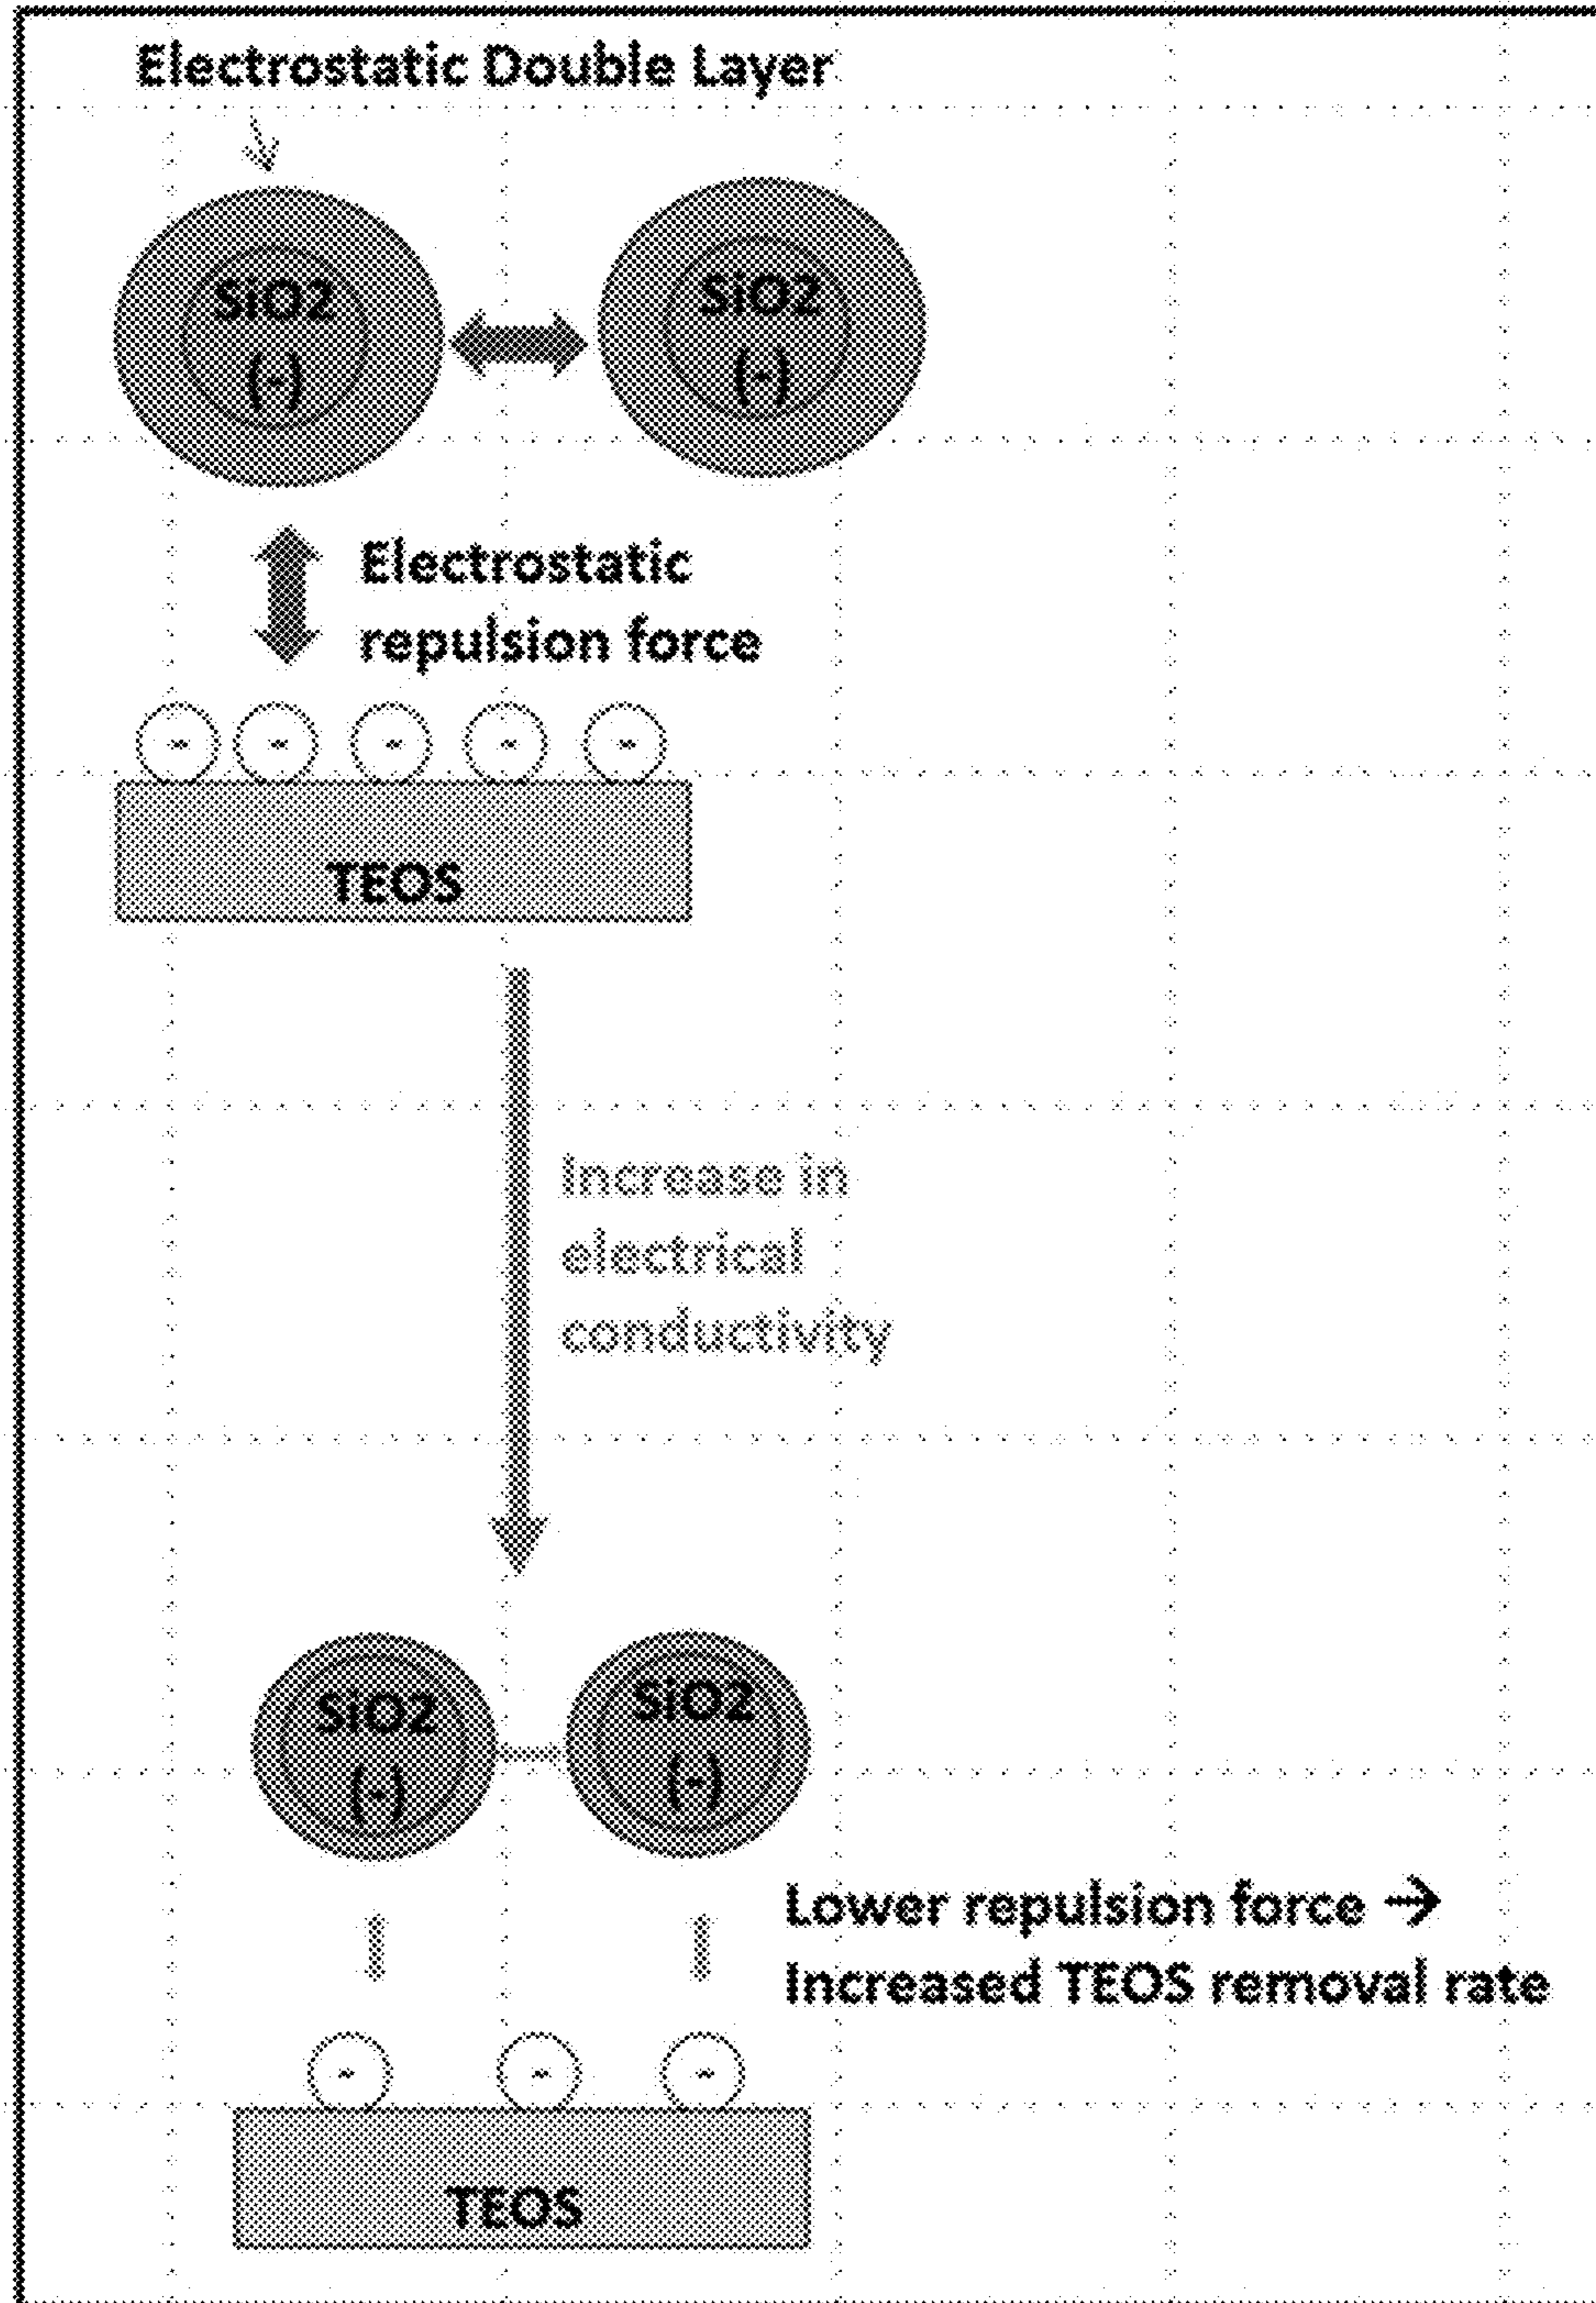 Electrostatic Double Layer
SiO2
(-)
SiO2
(-)
Electrostatic
repulsion force
- - - - -
TEOS
Increase in
electrical
conductivity
SiO2
(-)
SiO2
(-)
Lower repulsion force →
Increased TEOS removal rate
- - -
TEOS